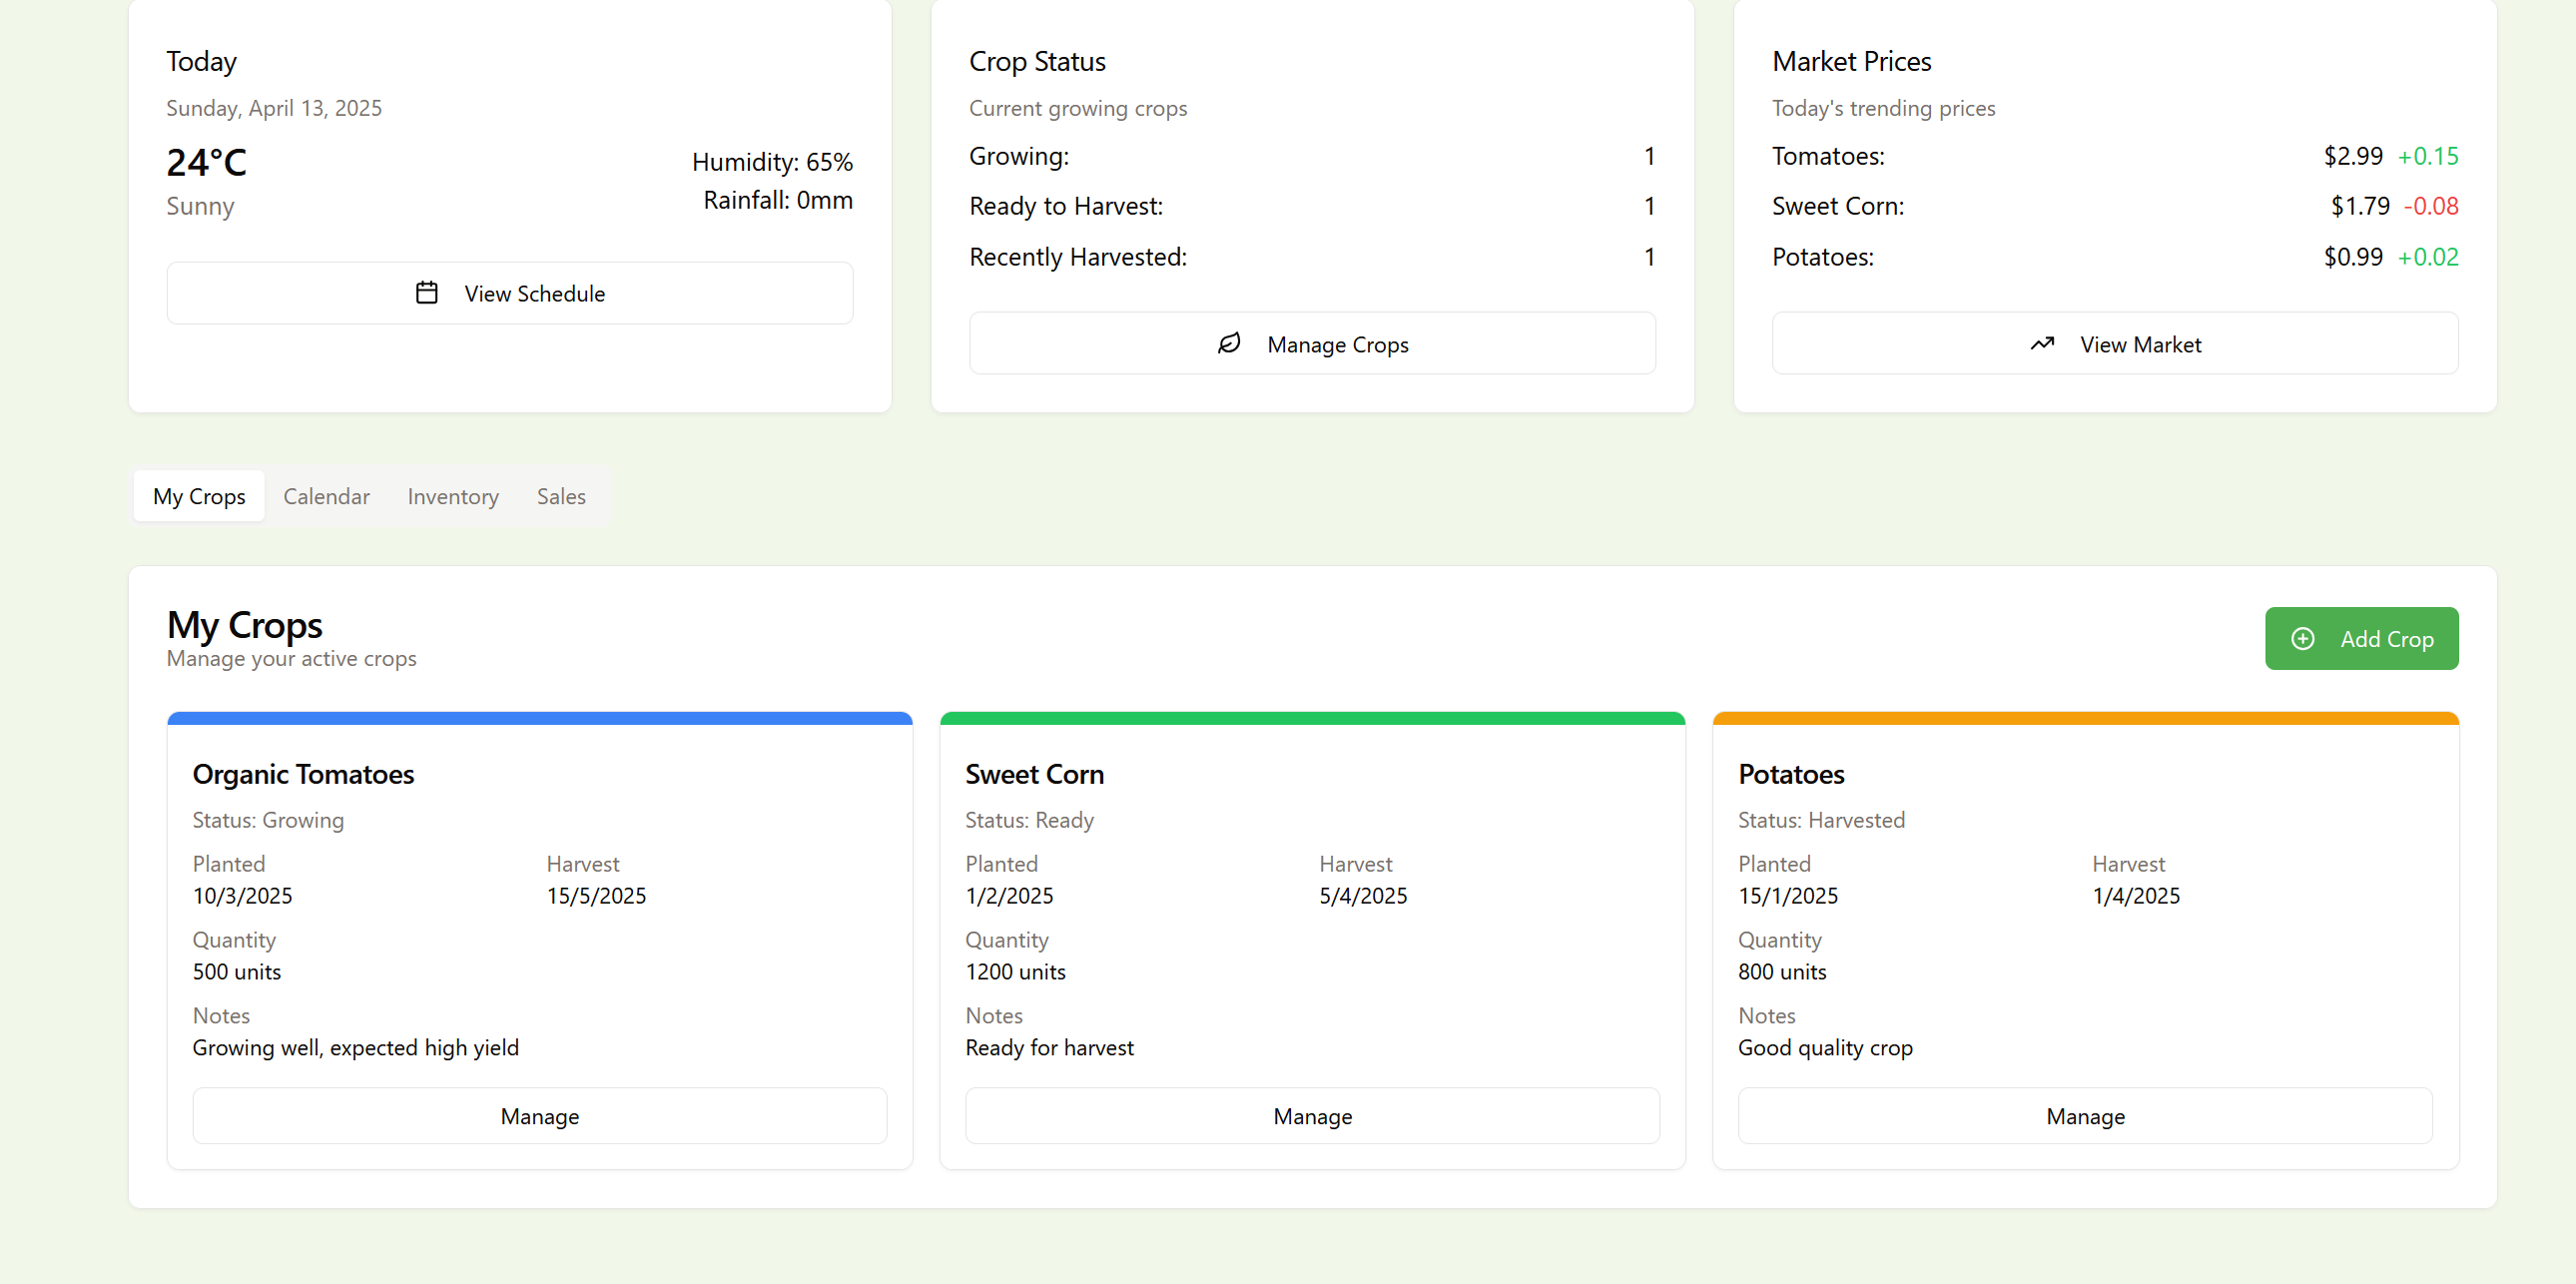 Today
Sunday, April 13, 2025
24°C
Sunny
Humidity: 65%
Rainfall: 0mm
View Schedule
Crop Status
Current growing crops
Growing: 1
Ready to Harvest: 1
Recently Harvested: 1
Manage Crops
Market Prices
Today's trending prices
Tomatoes: $2.99 +0.15
Sweet Corn: $1.79 -0.08
Potatoes: $0.99 +0.02
View Market
My Crops Calendar Inventory Sales
My Crops
Manage your active crops
Add Crop
Organic Tomatoes
Status: Growing
Planted Harvest
10/3/2025 15/5/2025
Quantity
500 units
Notes
Growing well, expected high yield
Manage
Sweet Corn
Status: Ready
Planted Harvest
1/2/2025 5/4/2025
Quantity
1200 units
Notes
Ready for harvest
Manage
Potatoes
Status: Harvested
Planted Harvest
15/1/2025 1/4/2025
Quantity
800 units
Notes
Good quality crop
Manage